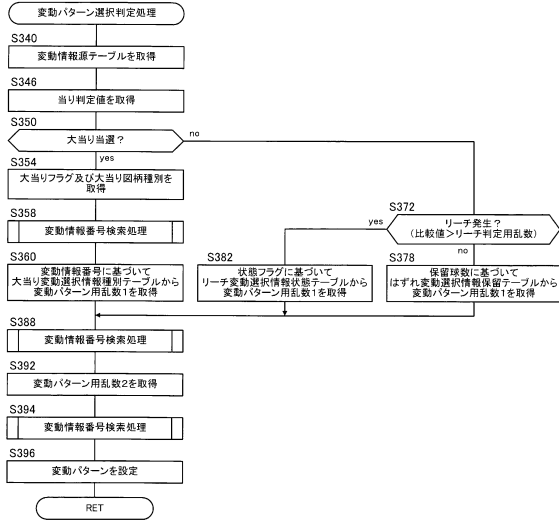 変動パターン選択判定処理
S340
変動情報源テーブルを取得
S346
当り判定値を取得
S350
大当り当選？
no
yes
S354
大当りフラグ及び大当り図柄種別を
取得
S358
変動情報番号検索処理
S360
変動情報番号に基づいて
大当り変動選択情報種別テーブルから
変動パターン用乱数1を取得
S372
リーチ発生？
（比較値＞リーチ判定用乱数）
yes
no
S382
状態フラグに基づいて
リーチ変動選択情報状態テーブルから
変動パターン用乱数1を取得
S378
保留球数に基づいて
はずれ変動選択情報保留テーブルから
変動パターン用乱数1を取得
S388
変動情報番号検索処理
S392
変動パターン用乱数2を取得
S394
変動情報番号検索処理
S396
変動パターンを設定
RET